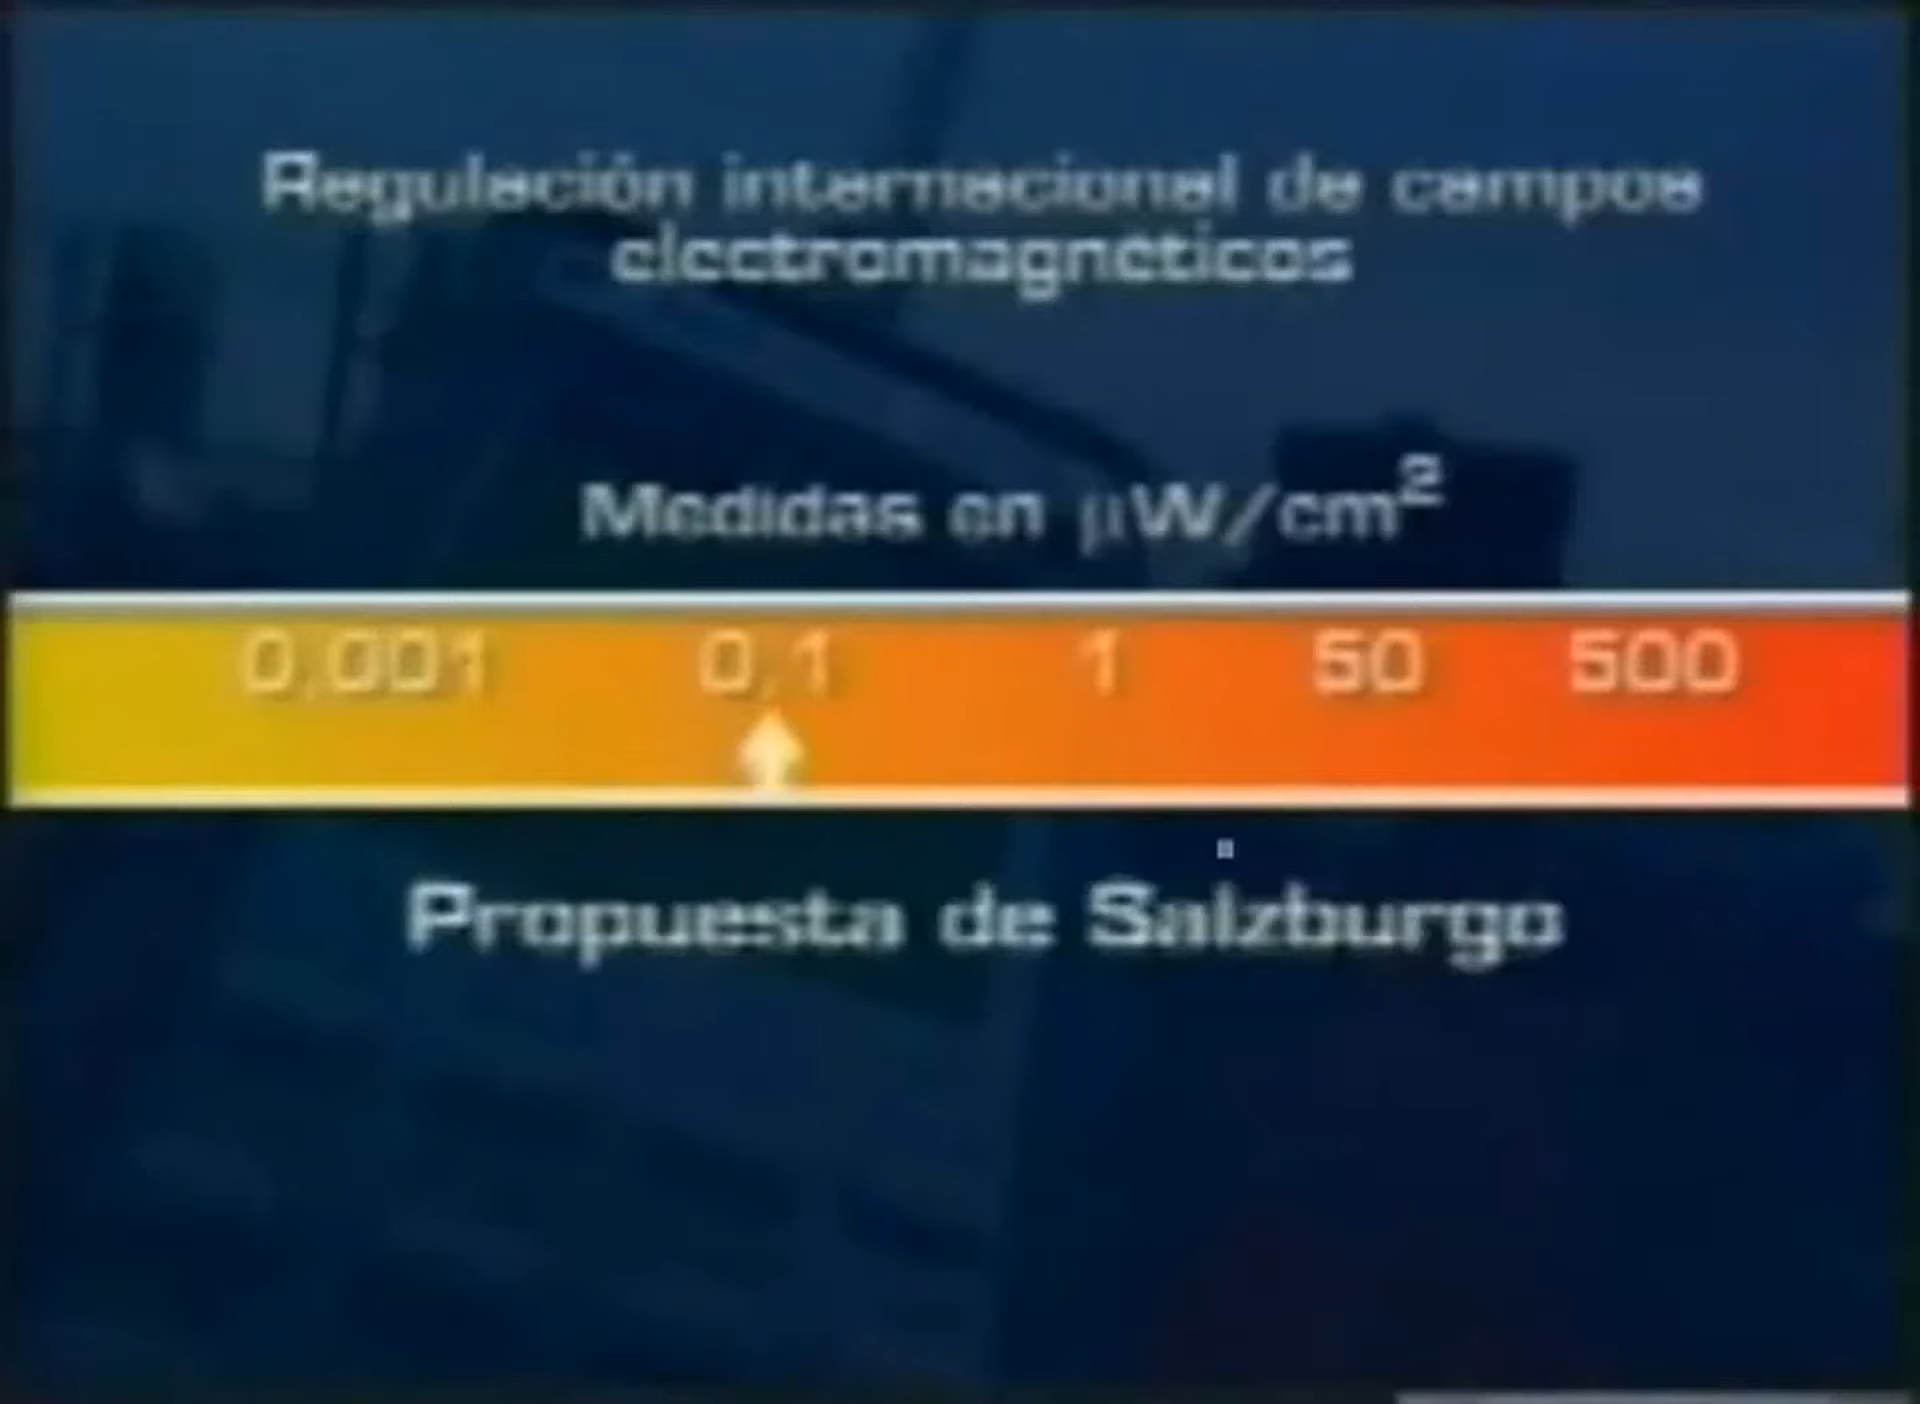 Regulación internacional de campos
electromagnéticos
Medidas en µW/cm²
0,001 0,1 1 50 500
Propuesta de Salzburgo